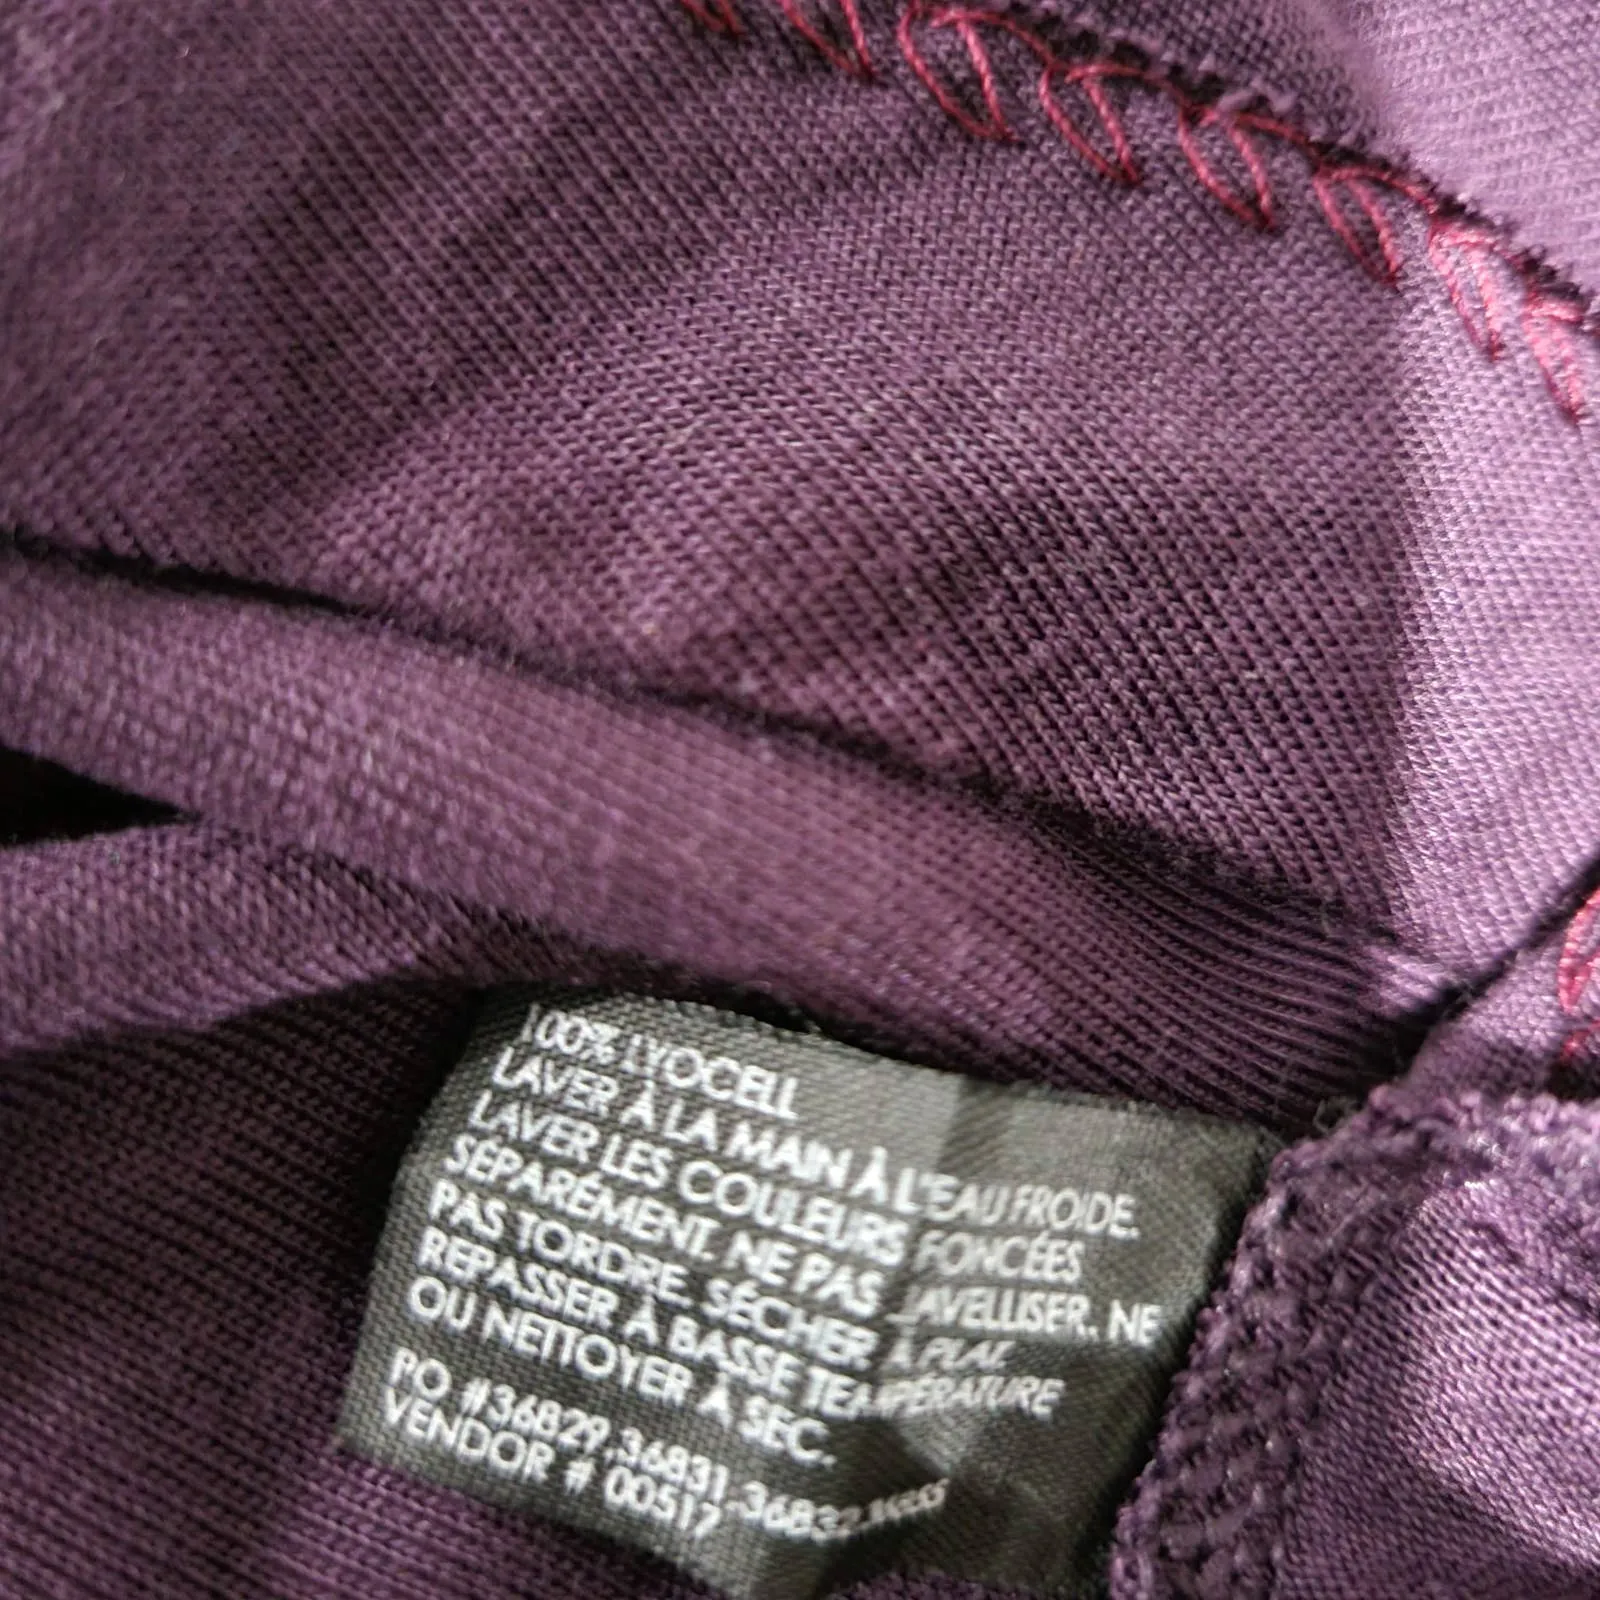 100% LYOCELL
LAVER À LA MAIN À L'EAU FROIDE.
LAVER LES COULEURS FONCÉES
SÉPARÉMENT. NE PAS JAVELLISER. NE
PAS TORDRE. SÉCHER À PLAT.
REPASSER À BASSE TEMPÉRATURE
OU NETTOYER À SEC.
PO #36829,36831,36832,
VENDOR # 00517